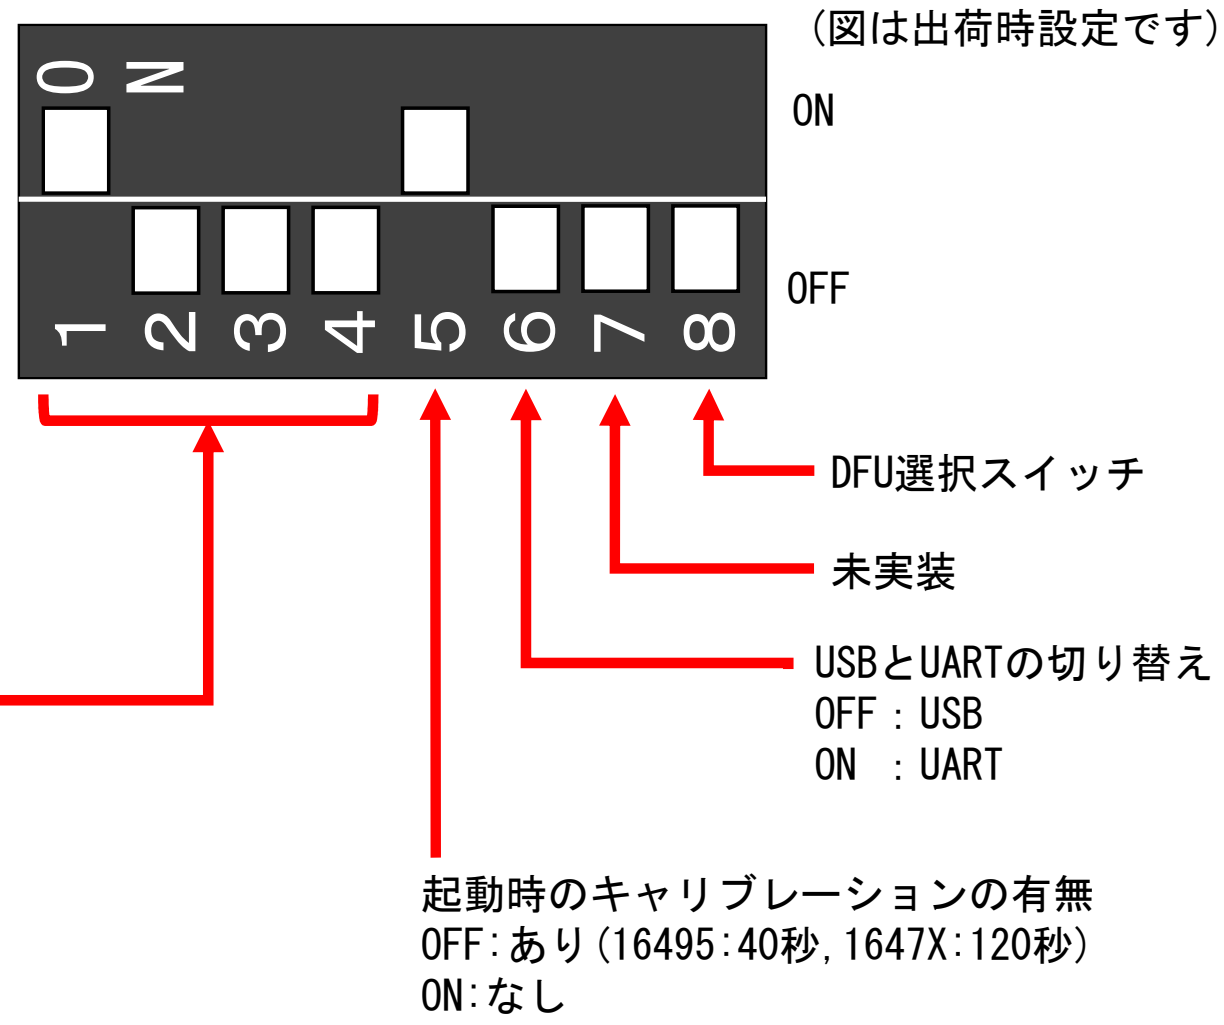 (図は出荷時設定です)
ON
ON
OFF
1 2 3 4 5 6 7 8
DFU選択スイッチ
未実装
USBとUARTの切り替え
OFF : USB
ON : UART
起動時のキャリブレーションの有無
OFF:あり(16495:40秒,1647X:120秒)
ON:なし